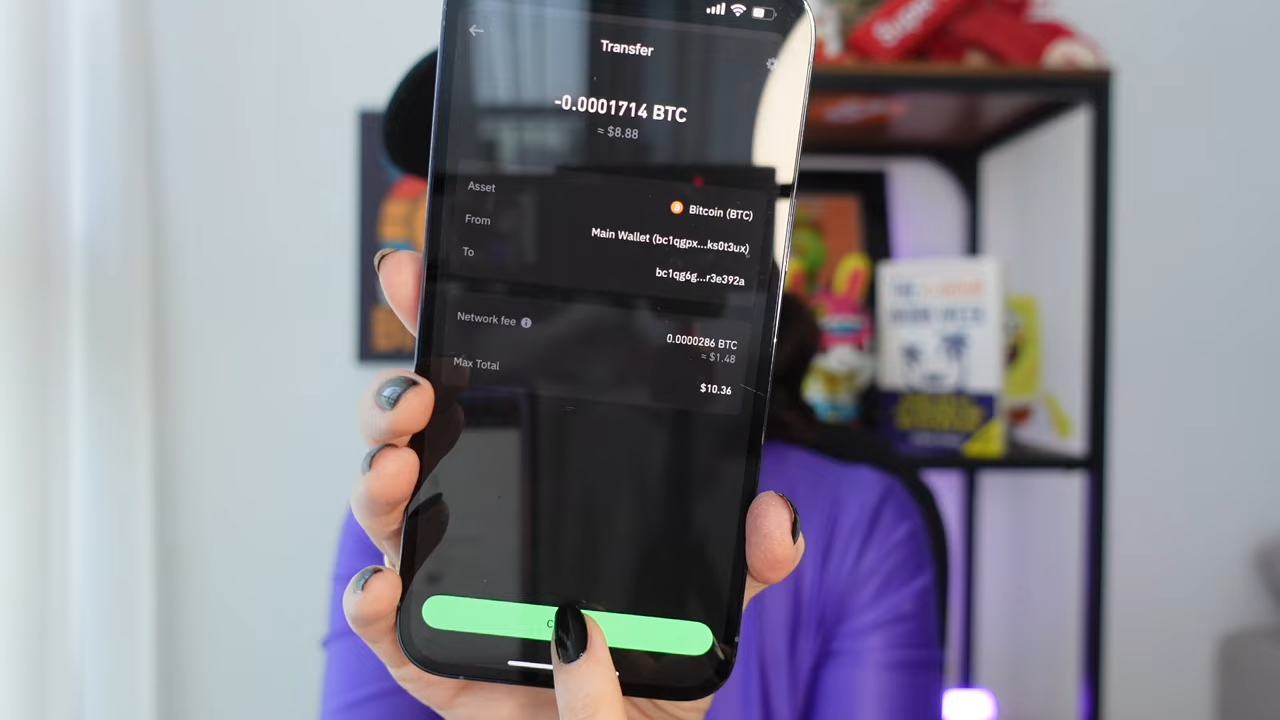 Transfer
-0.0001714 BTC
≈ $8.88
Asset
Bitcoin (BTC)
From
Main Wallet (bc1qgpx...ks0t3ux)
To
bc1qg6g...r3e392a
Network fee
0.0000286 BTC
≈ $1.48
Max Total
$10.36